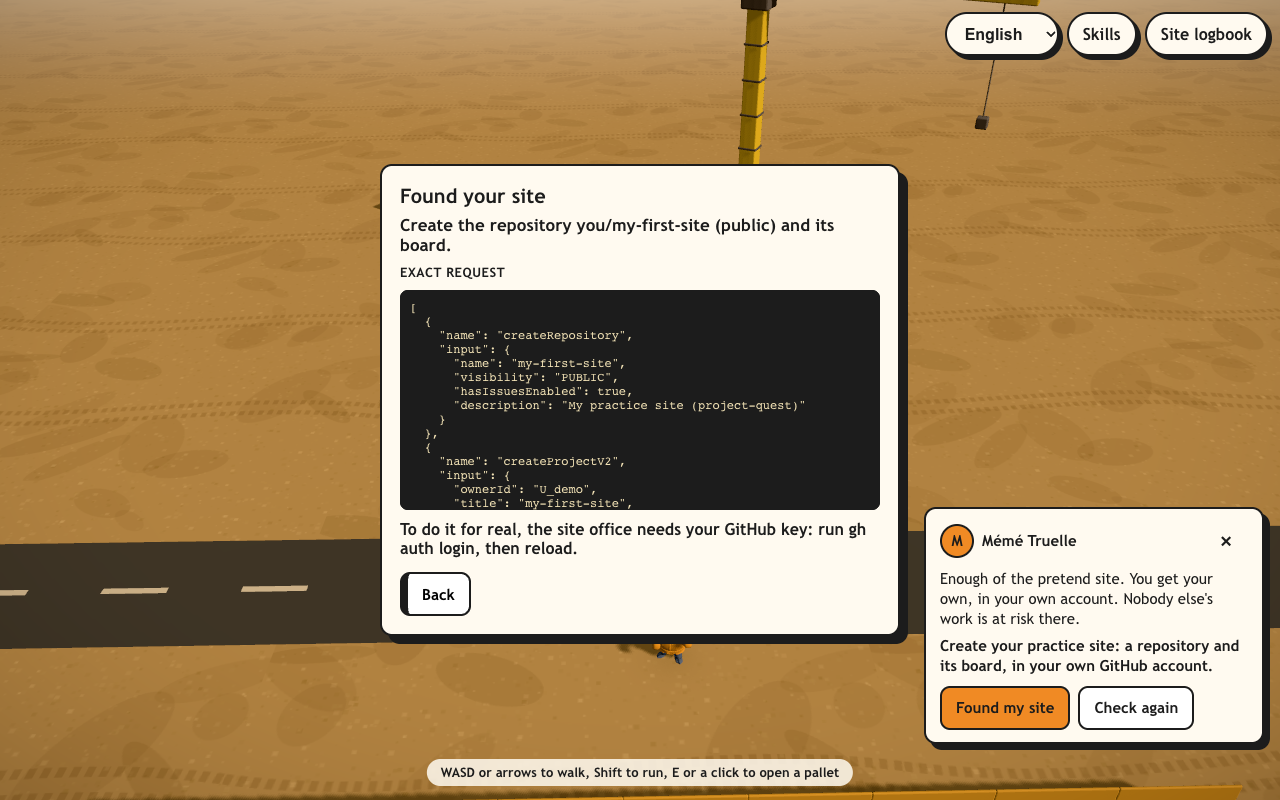 English
Skills
Site logbook
Found your site
Create the repository you/my-first-site (public) and its
board.
EXACT REQUEST
[
  {
    "name": "createRepository",
    "input": {
      "name": "my-first-site",
      "visibility": "PUBLIC",
      "hasIssuesEnabled": true,
      "description": "My practice site (project-quest)"
    }
  },
  {
    "name": "createProjectV2",
    "input": {
      "ownerId": "U_demo",
      "title": "my-first-site",
To do it for real, the site office needs your GitHub key: run gh
auth login, then reload.
Back
M
Mémé Truelle
×
Enough of the pretend site. You get your
own, in your own account. Nobody else's
work is at risk there.
Create your practice site: a repository and
its board, in your own GitHub account.
Found my site
Check again
WASD or arrows to walk, Shift to run, E or a click to open a pallet